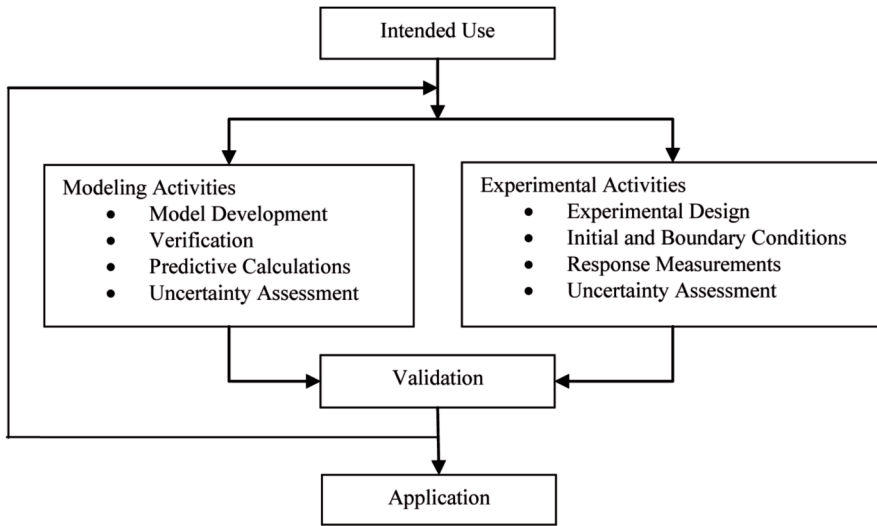 Intended Use
Modeling Activities
• Model Development
• Verification
• Predictive Calculations
• Uncertainty Assessment
Experimental Activities
• Experimental Design
• Initial and Boundary Conditions
• Response Measurements
• Uncertainty Assessment
Validation
Application